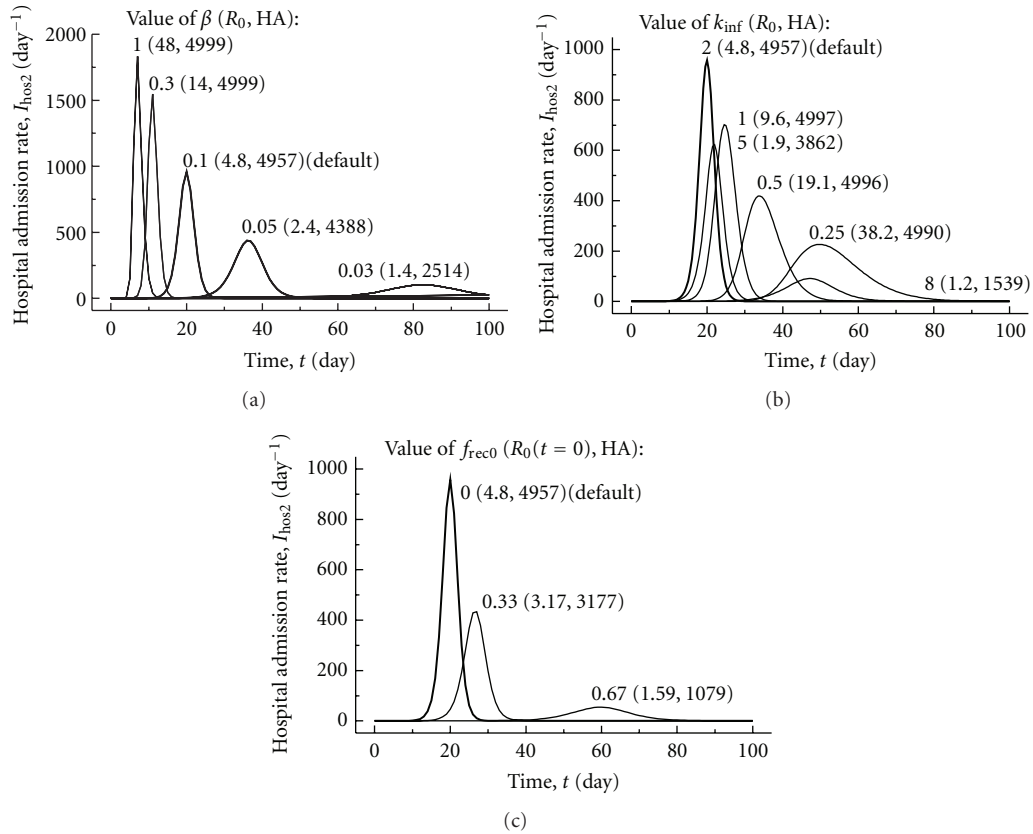 Value of β (R₀, HA):
2000
1500
1000
500
0
Hospital admission rate, I_hos2 (day⁻¹)
1 (48, 4999)
0.3 (14, 4999)
0.1 (4.8, 4957)(default)
0.05 (2.4, 4388)
0.03 (1.4, 2514)
0 20 40 60 80 100
Time, t (day)
(a)
Value of k_inf (R₀, HA):
1000
800
600
400
200
0
Hospital admission rate, I_hos2 (day⁻¹)
2 (4.8, 4957)(default)
1 (9.6, 4997)
5 (1.9, 3862)
0.5 (19.1, 4996)
0.25 (38.2, 4990)
8 (1.2, 1539)
0 20 40 60 80 100
Time, t (day)
(b)
Value of f_rec0 (R₀(t = 0), HA):
1000
800
600
400
200
0
Hospital admission rate, I_hos2 (day⁻¹)
0 (4.8, 4957)(default)
0.33 (3.17, 3177)
0.67 (1.59, 1079)
0 20 40 60 80 100
Time, t (day)
(c)